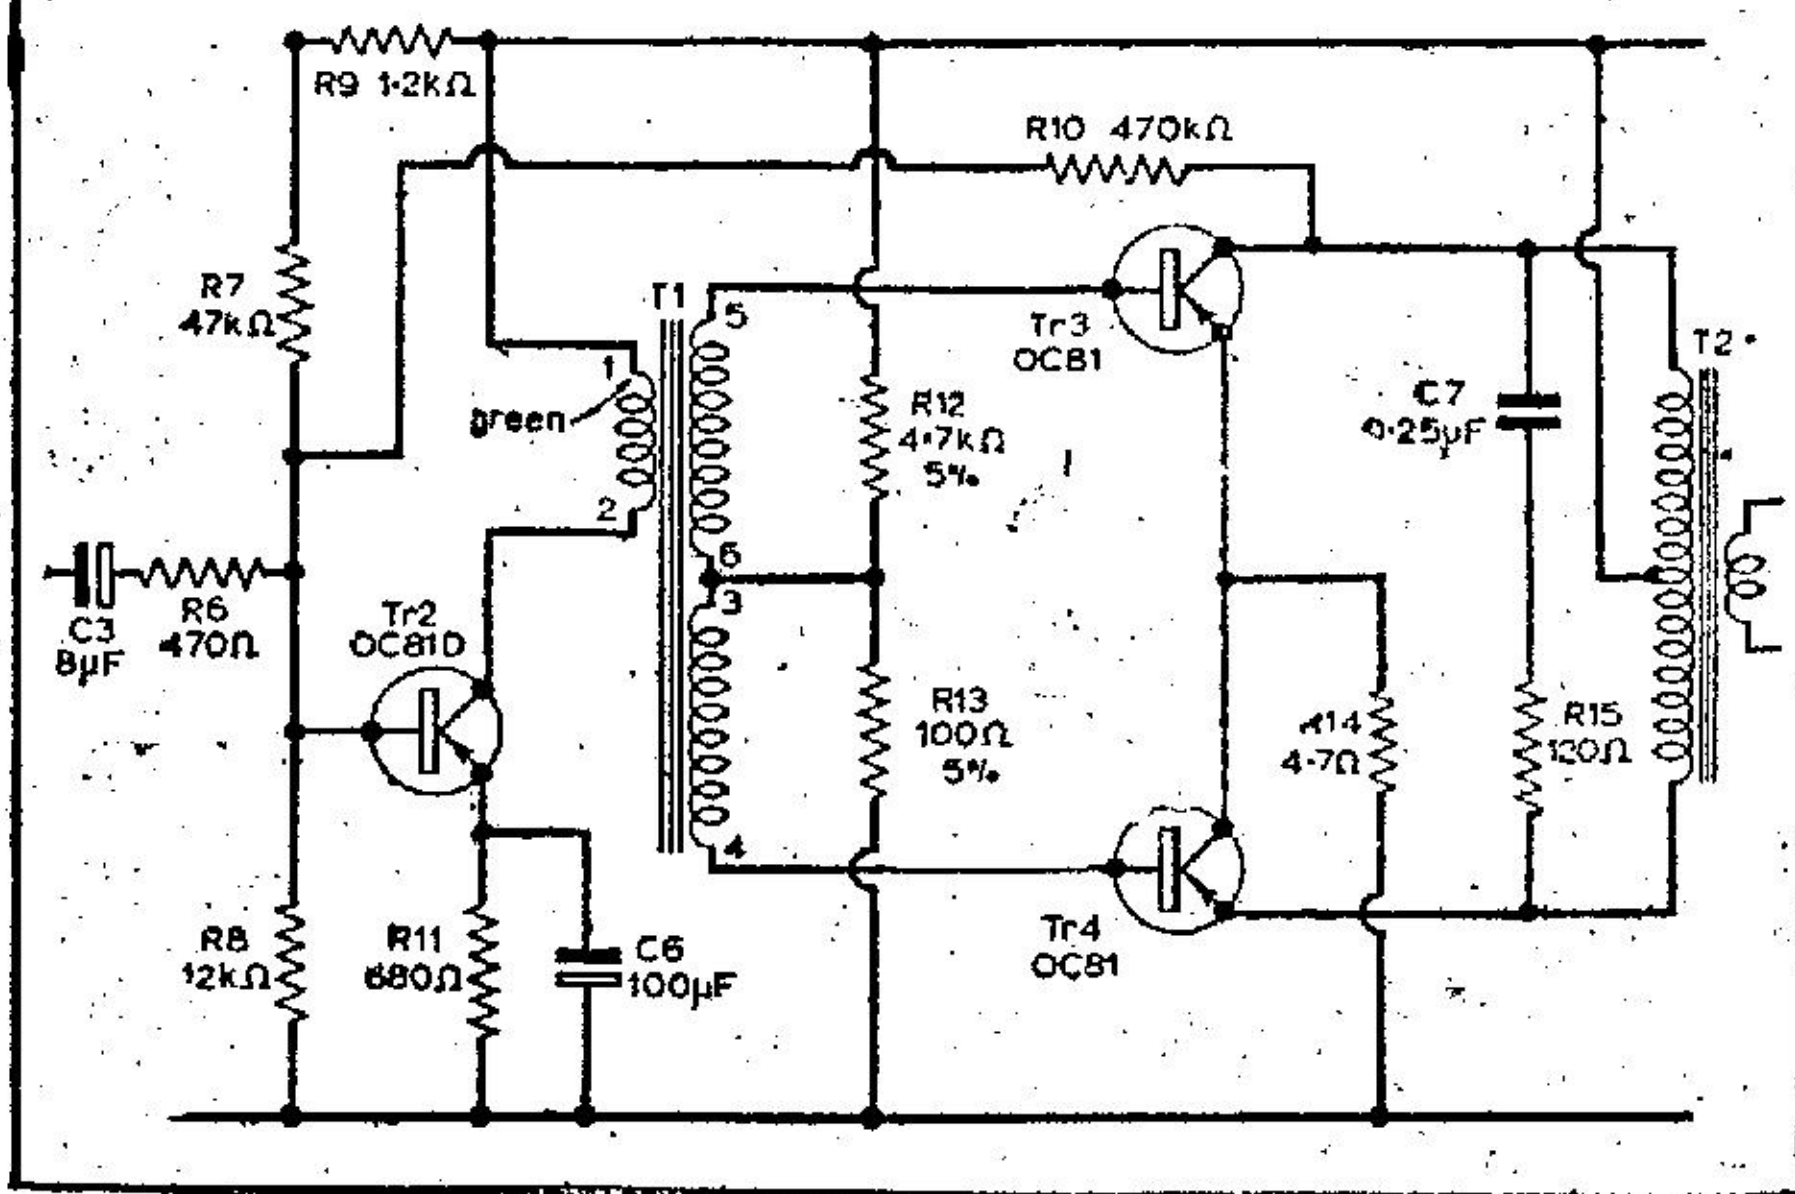 R9 1·2kΩ
R10 470kΩ
R7
47kΩ
T1
5
Tr3
OC81
T2
1
green
R12
4·7kΩ
5%
C7
0·25µF
2
6
3
C3
8µF
R6
470Ω
Tr2
OC81D
R13
100Ω
5%
R14
4·7Ω
R15
120Ω
4
R8
12kΩ
R11
680Ω
C6
100µF
Tr4
OC81